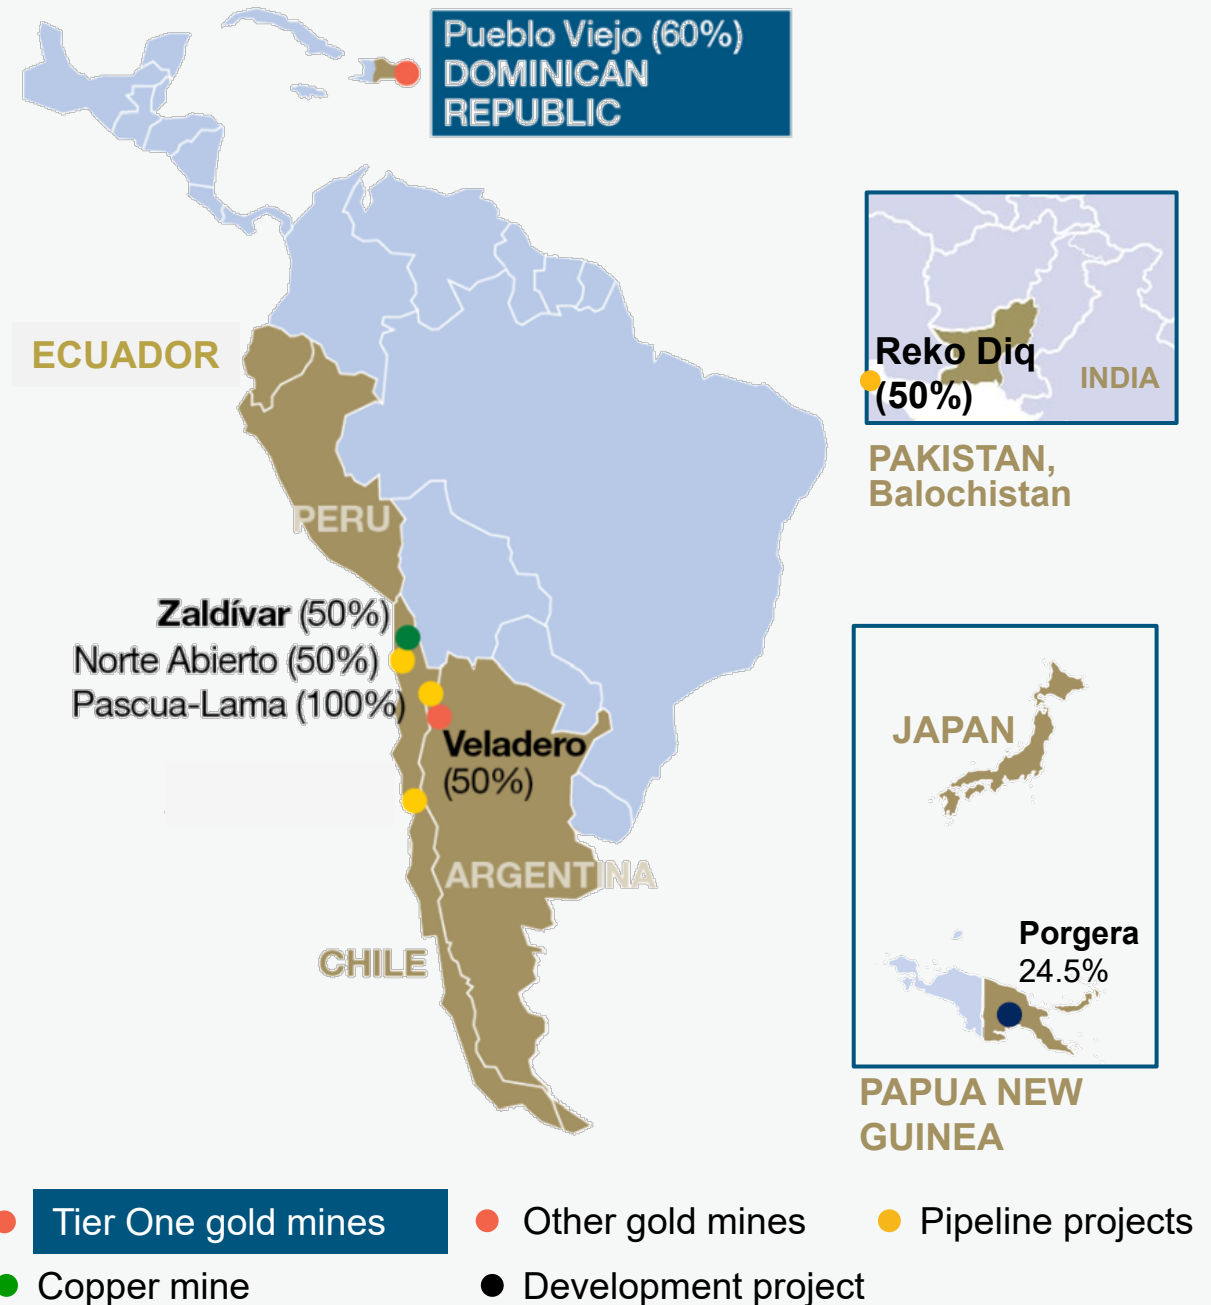 Pueblo Viejo (60%)
DOMINICAN
REPUBLIC
ECUADOR
Reko Diq
(50%)
INDIA
PAKISTAN,
Balochistan
PERU
Zaldívar (50%)
Norte Abierto (50%)
Pascua-Lama (100%)
Veladero
(50%)
JAPAN
ARGENTINA
CHILE
Porgera
24.5%
PAPUA NEW
GUINEA
Tier One gold mines
Other gold mines
Pipeline projects
Copper mine
Development project